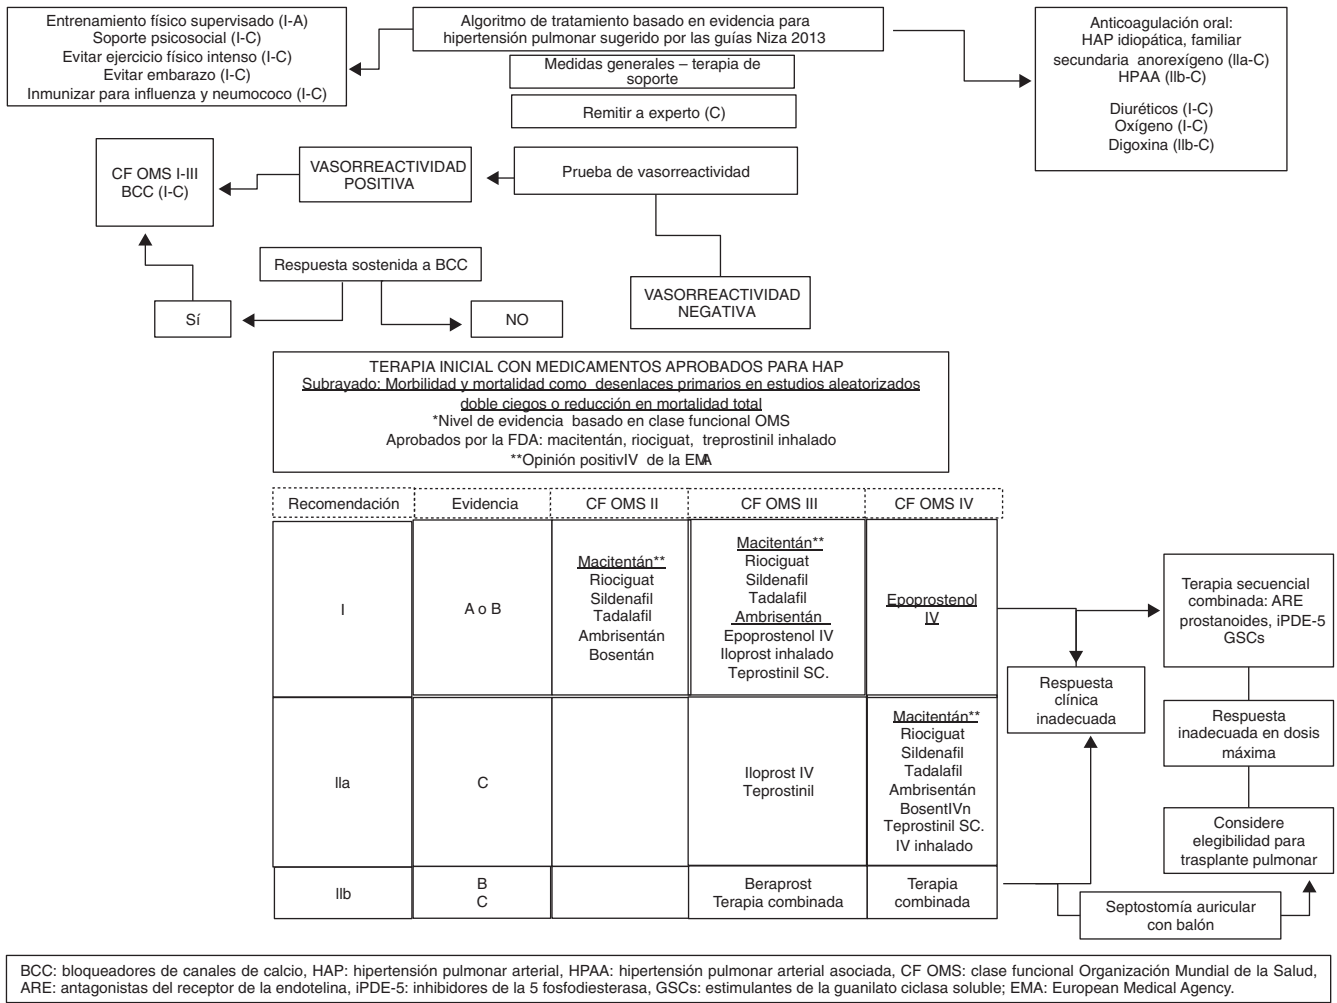 Entrenamiento físico supervisado (I-A)
Soporte psicosocial (I-C)
Evitar ejercicio físico intenso (I-C)
Evitar embarazo (I-C)
Inmunizar para influenza y neumococo (I-C)
Algoritmo de tratamiento basado en evidencia para
hipertensión pulmonar sugerido por las guías Niza 2013
Medidas generales – terapia de
soporte
Remitir a experto (C)
Anticoagulación oral:
HAP idiopática, familiar
secundaria anorexígeno (IIa-C)
HPAA (IIb-C)
Diuréticos (I-C)
Oxígeno (I-C)
Digoxina (IIb-C)
CF OMS I-III
BCC (I-C)
VASORREACTIVIDAD
POSITIVA
Prueba de vasorreactividad
Respuesta sostenida a BCC
VASORREACTIVIDAD
NEGATIVA
Sí
NO
TERAPIA INICIAL CON MEDICAMENTOS APROBADOS PARA HAP
Subrayado: Morbilidad y mortalidad como desenlaces primarios en estudios aleatorizados
doble ciegos o reducción en mortalidad total
*Nivel de evidencia basado en clase funcional OMS
Aprobados por la FDA: macitentán, riociguat, treprostinil inhalado
**Opinión positivIV de la EMA
Recomendación Evidencia CF OMS II CF OMS III CF OMS IV
I
A o B
Macitentán**
Riociguat
Sildenafil
Tadalafil
Ambrisentán
Bosentán
Macitentán**
Riociguat
Sildenafil
Tadalafil
Ambrisentán
Epoprostenol IV
Iloprost inhalado
Teprostinil SC.
Epoprostenol
IV
IIa
C
Iloprost IV
Teprostinil
Macitentán**
Riociguat
Sildenafil
Tadalafil
Ambrisentán
BosentIVn
Teprostinil SC.
IV inhalado
IIb
B
C
Beraprost
Terapia combinada
Terapia
combinada
Respuesta
clínica
inadecuada
Terapia secuencial
combinada: ARE
prostanoides, iPDE-5
GSCs
Respuesta
inadecuada en dosis
máxima
Considere
elegibilidad para
trasplante pulmonar
Septostomía auricular
con balón
BCC: bloqueadores de canales de calcio, HAP: hipertensión pulmonar arterial, HPAA: hipertensión pulmonar arterial asociada, CF OMS: clase funcional Organización Mundial de la Salud,
ARE: antagonistas del receptor de la endotelina, iPDE-5: inhibidores de la 5 fosfodiesterasa, GSCs: estimulantes de la guanilato ciclasa soluble; EMA: European Medical Agency.